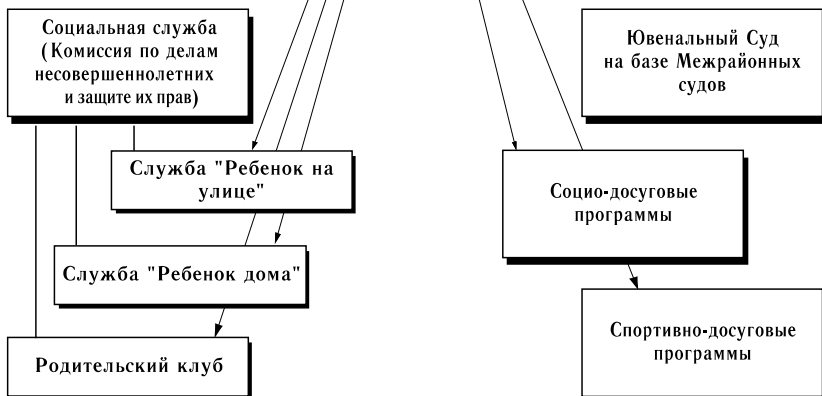 Социальная служба
(Комиссия по делам
несовершеннолетних
и защите их прав)
Ювенальный Суд
на базе Межрайонных
судов
Служба "Ребенок на
улице"
Социо-досуговые
программы
Служба "Ребенок дома"
Спортивно-досуговые
программы
Родительский клуб